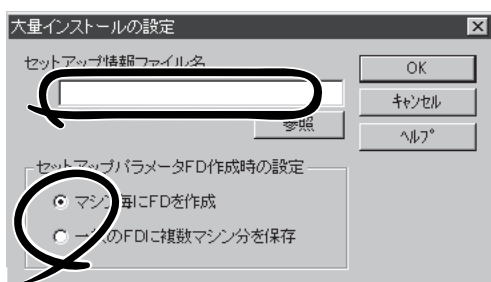 大量インストールの設定
セットアップ情報ファイル名
OK
キャンセル
参照
ヘルプ
セットアップパラメータFD作成時の設定
マシン毎にFDを作成
一枚のFDに複数マシン分を保存